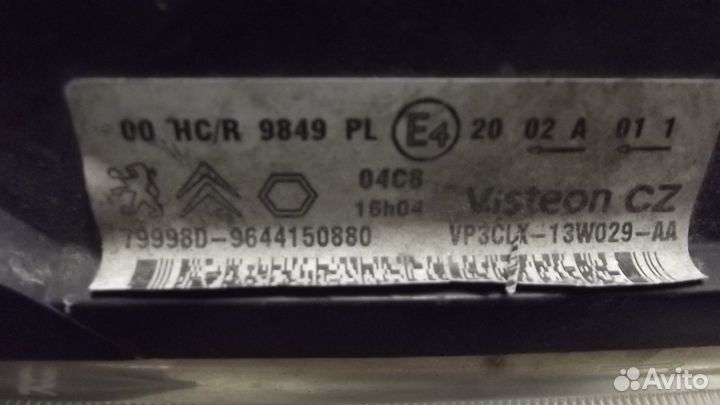 00 HC/R 9849 PL E4 20 02 A 01 1
04C8
16h04
Visteon CZ
79998D-9644150880
VP3CLX-13W029-AA
Avito